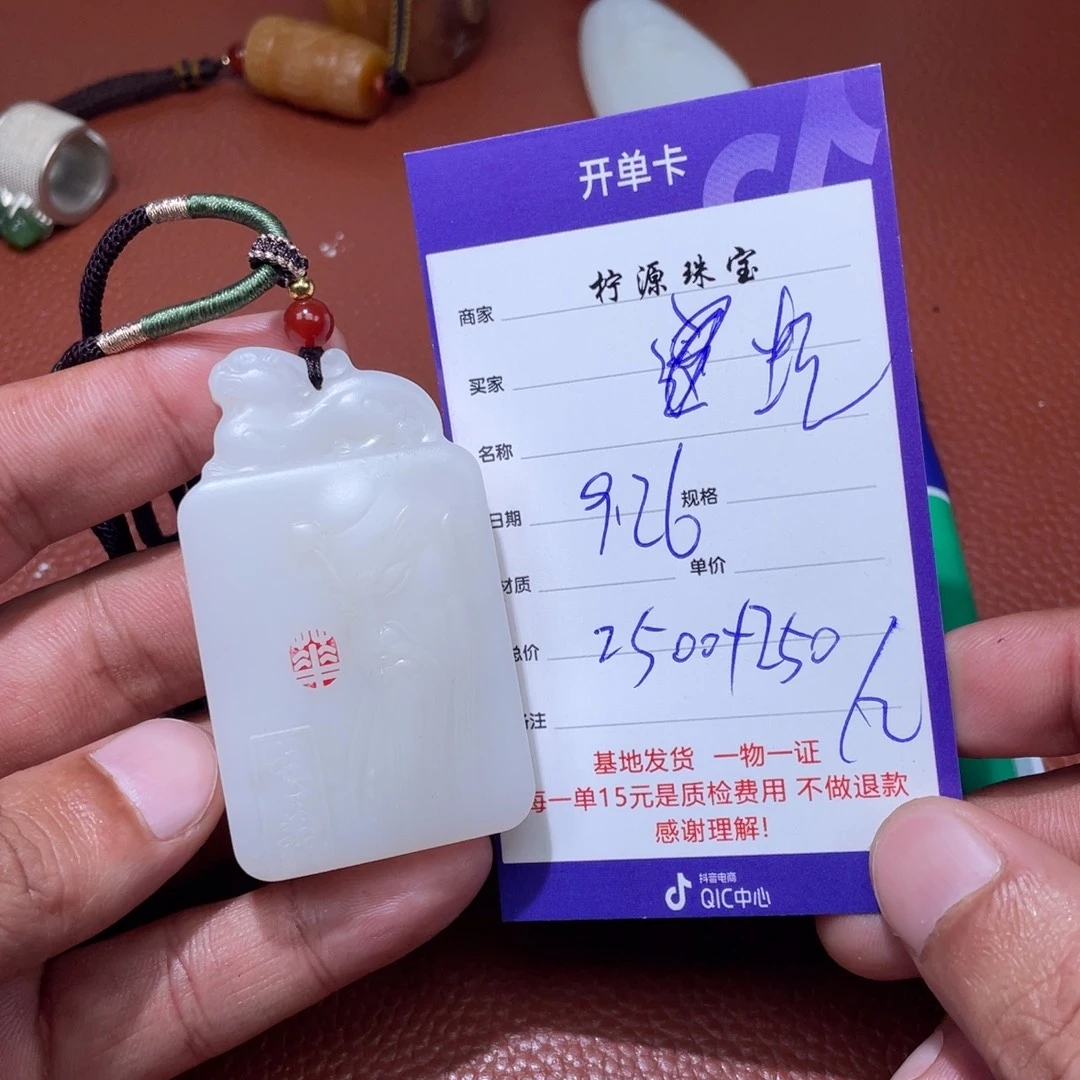 开单卡
商家 柠源珠宝
买家
名称
日期 9.26 规格
材质 单价
总价 2500+250 元
备注
基地发货 一物一证
每一单15元是质检费用 不做退款
感谢理解!
抖音电商
QIC中心